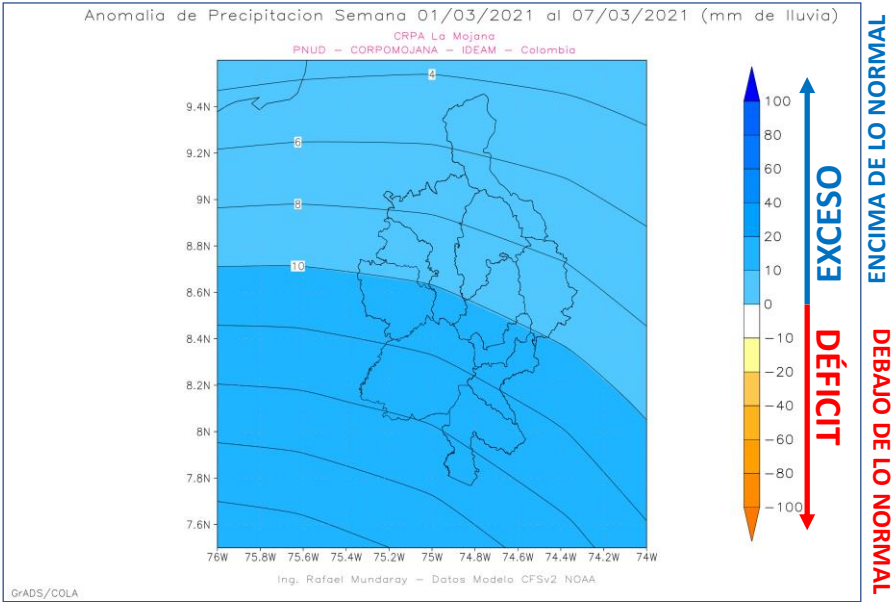 Anomalia de Precipitacion Semana 01/03/2021 al 07/03/2021 (mm de lluvia)
CRPA La Mojana
PNUD – CORPOMOJANA – IDEAM – Colombia
4
6
8
10
9.4N
9.2N
9N
8.8N
8.6N
8.4N
8.2N
8N
7.8N
7.6N
76W
75.8W
75.6W
75.4W
75.2W
75W
74.8W
74.6W
74.4W
74.2W
74W
100
80
60
40
20
10
0
−10
−20
−40
−60
−80
−100
EXCESO
DÉFICIT
ENCIMA DE LO NORMAL
DEBAJO DE LO NORMAL
Ing. Rafael Mundaray – Datos Modelo CFSv2 NOAA
GrADS/COLA